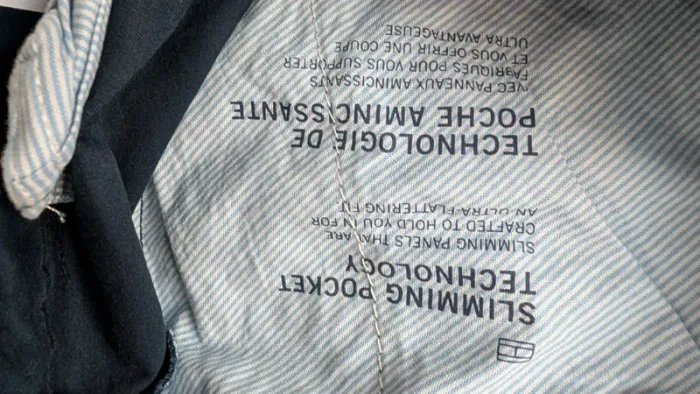 SLIMMING POCKET
TECHNOLOGY
SLIMMING PANELS THAT ARE
CRAFTED TO HOLD YOU IN FOR
AN ULTRA-FLATTERING FIT
TECHNOLOGIE DE
POCHE AMINCISSANTE
AVEC PANNEAUX AMINCISSANTS
FABRIQUÉS POUR VOUS SUPPORTER
ET VOUS OFFRIR UNE COUPE
ULTRA AVANTAGEUSE